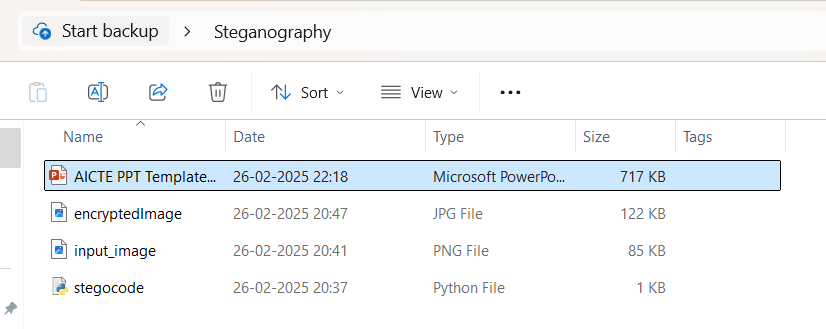 Start backup > Steganography
Sort View
Name Date Type Size Tags
AICTE PPT Template... 26-02-2025 22:18 Microsoft PowerPo... 717 KB
encryptedImage 26-02-2025 20:47 JPG File 122 KB
input_image 26-02-2025 20:41 PNG File 85 KB
stegocode 26-02-2025 20:37 Python File 1 KB